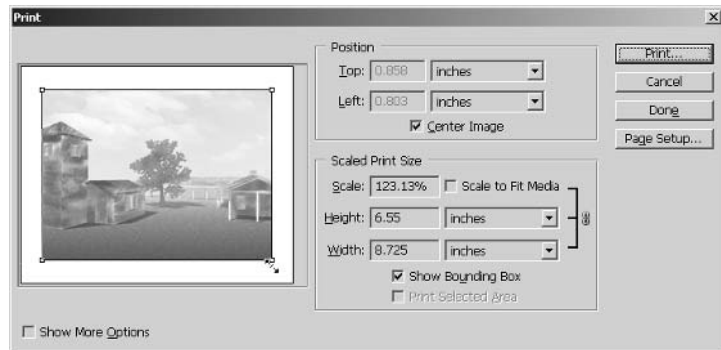 Print
Position
Top: 0.858 inches
Left: 0.803 inches
Center Image
Scaled Print Size
Scale: 123.13% Scale to Fit Media
Height: 6.55 inches
Width: 8.725 inches
Show Bounding Box
Print Selected Area
Print...
Cancel
Done
Page Setup...
Show More Options